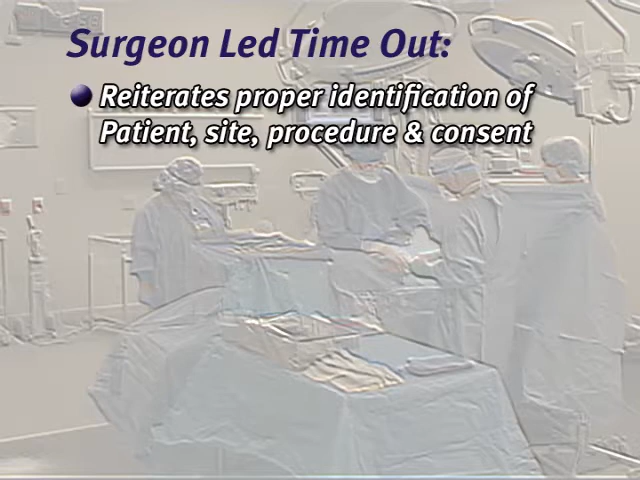 Surgeon Led Time Out:
Reiterates proper identification of
Patient, site, procedure & consent